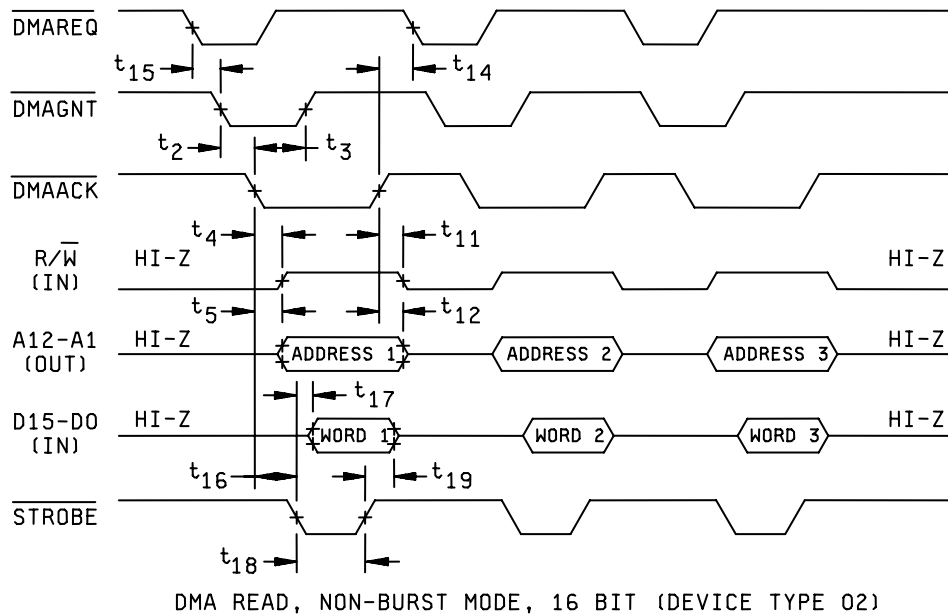 DMAREQ
t15
t14
DMAGNT
t2
t3
DMAACK
t4
t11
R/W
(IN)
HI-Z
HI-Z
t5
t12
A12-A1
(OUT)
HI-Z
ADDRESS 1
ADDRESS 2
ADDRESS 3
HI-Z
t17
D15-D0
(IN)
HI-Z
WORD 1
WORD 2
WORD 3
HI-Z
t16
t19
STROBE
t18
DMA READ, NON-BURST MODE, 16 BIT (DEVICE TYPE 02)